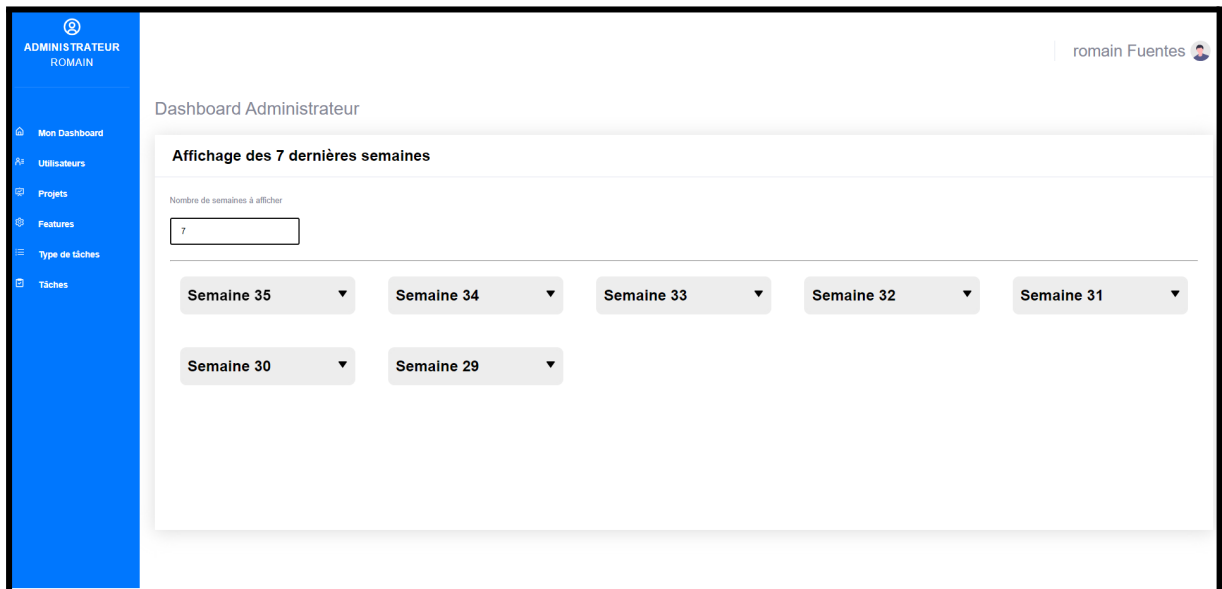 ADMINISTRATEUR
ROMAIN
romain Fuentes
Dashboard Administrateur
Mon Dashboard
Utilisateurs
Projets
Features
Type de tâches
Tâches
Affichage des 7 dernières semaines
Nombre de semaines à afficher
7
Semaine 35 Semaine 34 Semaine 33 Semaine 32 Semaine 31
Semaine 30 Semaine 29